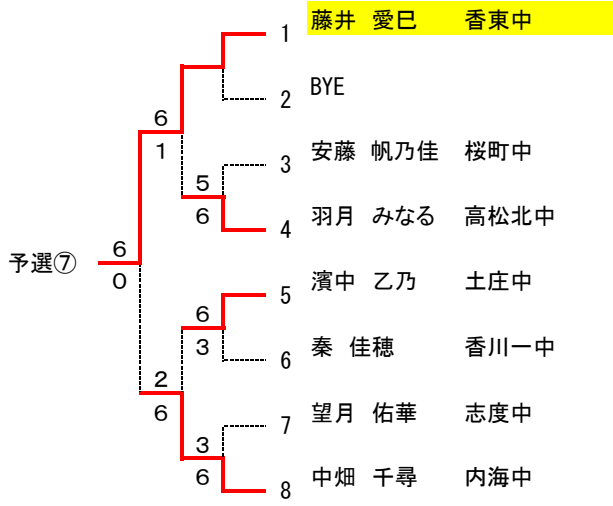 1 藤井 愛巳 香東中
2 BYE
6
1
3 安藤 帆乃佳 桜町中
5
6
4 羽月 みなる 高松北中
予選⑦
6
0
5 濱中 乙乃 土庄中
6
3
6 秦 佳穂 香川一中
2
6
7 望月 佑華 志度中
3
6
8 中畑 千尋 内海中